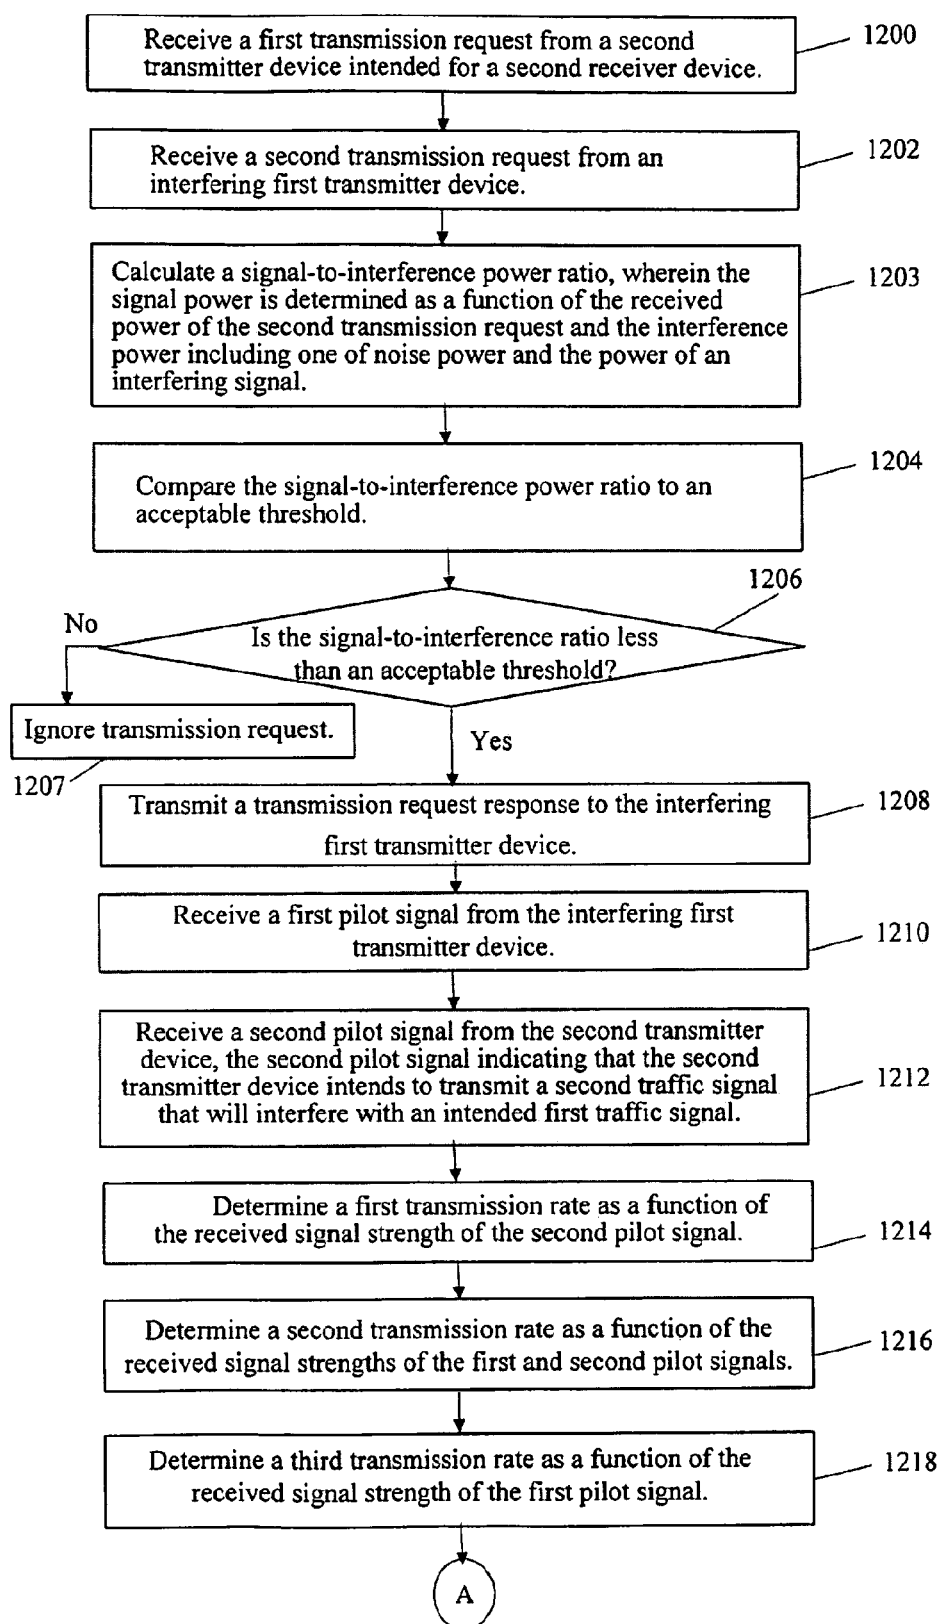 Receive a first transmission request from a second
transmitter device intended for a second receiver device.
1200
Receive a second transmission request from an
interfering first transmitter device.
1202
Calculate a signal-to-interference power ratio, wherein the
signal power is determined as a function of the received
power of the second transmission request and the interference
power including one of noise power and the power of an
interfering signal.
1203
Compare the signal-to-interference power ratio to an
acceptable threshold.
1204
1206
No
Is the signal-to-interference ratio less
than an acceptable threshold?
Ignore transmission request.
1207
Yes
Transmit a transmission request response to the interfering
first transmitter device.
1208
Receive a first pilot signal from the interfering first
transmitter device.
1210
Receive a second pilot signal from the second transmitter
device, the second pilot signal indicating that the second
transmitter device intends to transmit a second traffic signal
that will interfere with an intended first traffic signal.
1212
Determine a first transmission rate as a function of
the received signal strength of the second pilot signal.
1214
Determine a second transmission rate as a function of the
received signal strengths of the first and second pilot signals.
1216
Determine a third transmission rate as a function of the
received signal strength of the first pilot signal.
1218
A